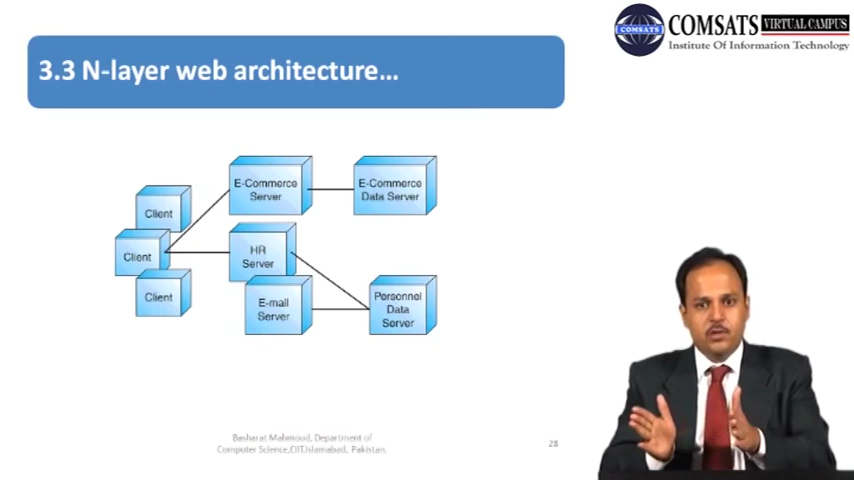 COMSATS
COMSATS VIRTUAL CAMPUS
Institute Of Information Technology
3.3 N-layer web architecture...
Client
Client
Client
E-Commerce
Server
E-Commerce
Data Server
HR
Server
E-mail
Server
Personnel
Data
Server
Basharat Mahmoud, Department of
Computer Science,CIIT,Islamabad, Pakistan.
28